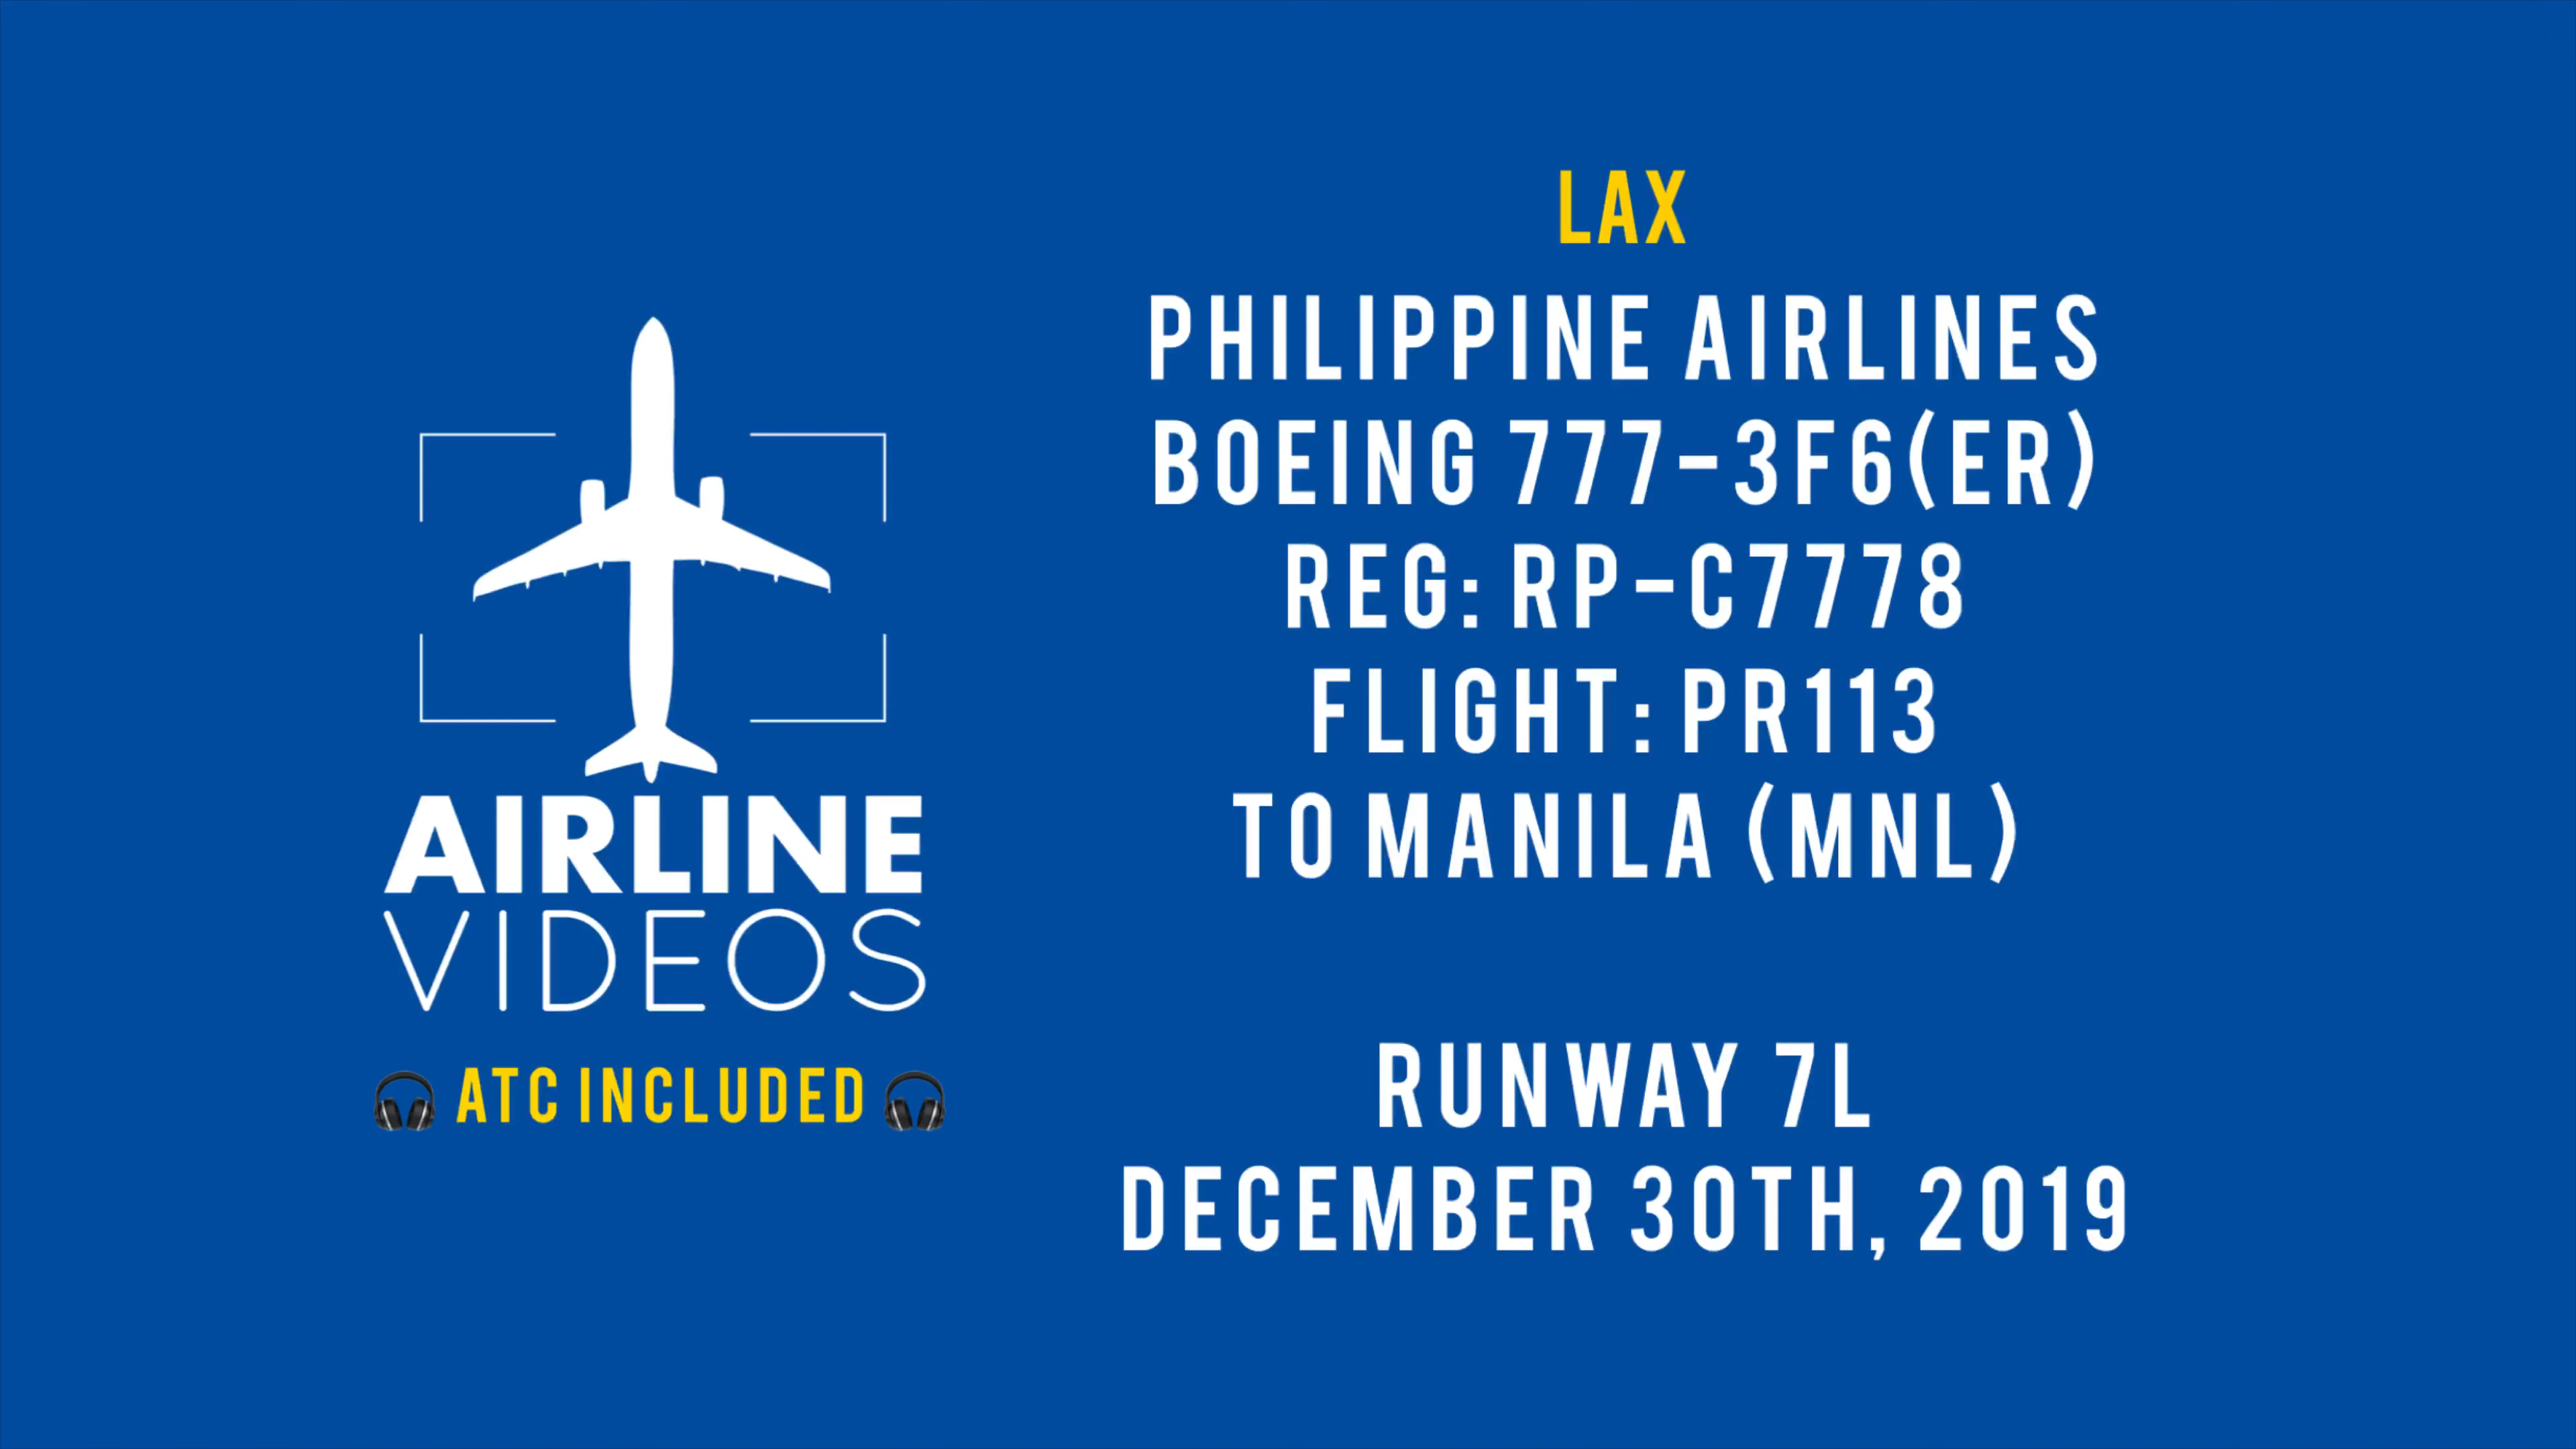 AIRLINE
VIDEOS
🎧 ATC INCLUDED 🎧
LAX
PHILIPPINE AIRLINES
BOEING 777-3F6(ER)
REG: RP-C7778
FLIGHT: PR113
TO MANILA (MNL)
RUNWAY 7L
DECEMBER 30TH, 2019